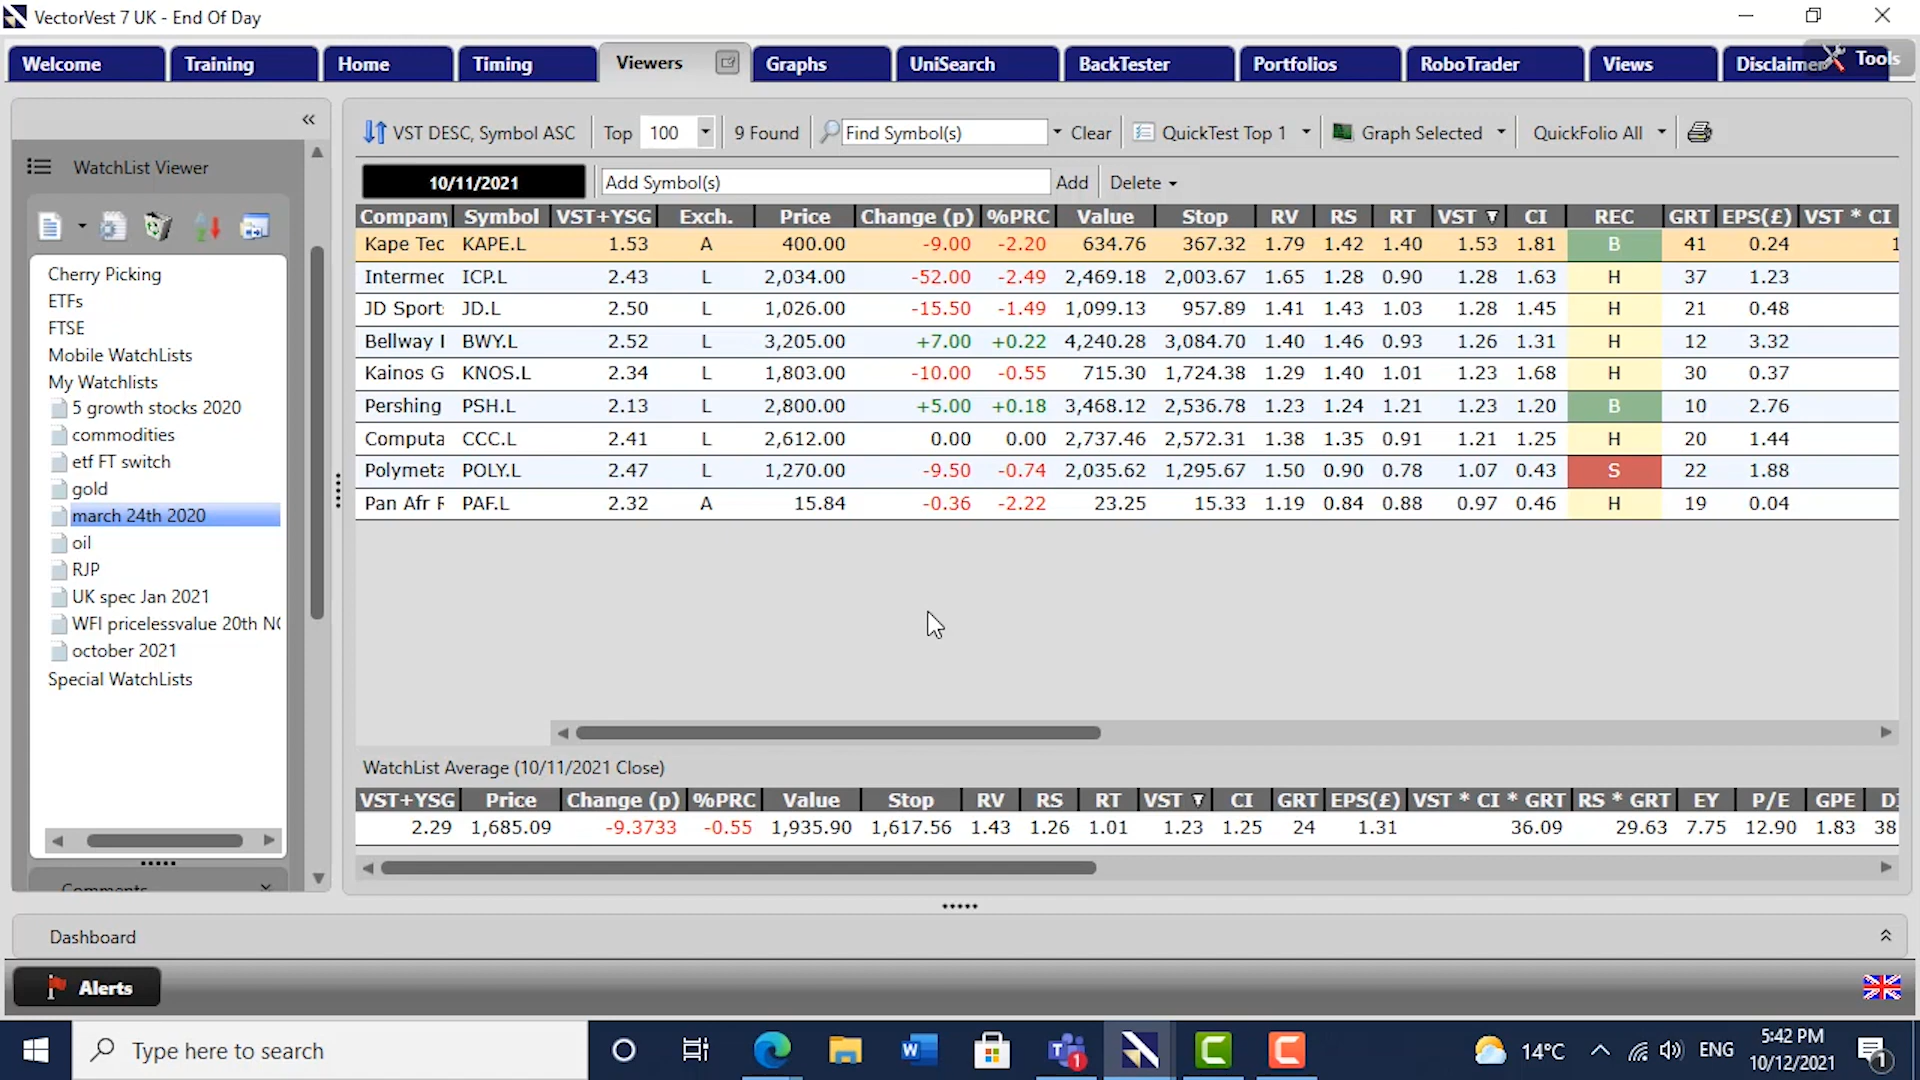 VectorVest 7 UK - End Of Day
Welcome Training Home Timing Viewers Graphs UniSearch BackTester Portfolios RoboTrader Views Disclaimer Tools
VST DESC, Symbol ASC Top 100 9 Found Find Symbol(s) Clear QuickTest Top 1 Graph Selected QuickFolio All
10/11/2021 Add Symbol(s) Add Delete
WatchList Viewer
Cherry Picking
ETFs
FTSE
Mobile WatchLists
My Watchlists
5 growth stocks 2020
commodities
etf FT switch
gold
march 24th 2020
oil
RJP
UK spec Jan 2021
WFI pricelessvalue 20th NO
october 2021
Special WatchLists
Comments
Company Symbol VST+YSG Exch. Price Change (p) %PRC Value Stop RV RS RT VST CI REC GRT EPS(£) VST * CI
Kape Tec KAPE.L 1.53 A 400.00 -9.00 -2.20 634.76 367.32 1.79 1.42 1.40 1.53 1.81 B 41 0.24 1
Intermec ICP.L 2.43 L 2,034.00 -52.00 -2.49 2,469.18 2,003.67 1.65 1.28 0.90 1.28 1.63 H 37 1.23
JD Sport: JD.L 2.50 L 1,026.00 -15.50 -1.49 1,099.13 957.89 1.41 1.43 1.03 1.28 1.45 H 21 0.48
Bellway BWY.L 2.52 L 3,205.00 +7.00 +0.22 4,240.28 3,084.70 1.40 1.46 0.93 1.26 1.31 H 12 3.32
Kainos G KNOS.L 2.34 L 1,803.00 -10.00 -0.55 715.30 1,724.38 1.29 1.40 1.01 1.23 1.68 H 30 0.37
Pershing PSH.L 2.13 L 2,800.00 +5.00 +0.18 3,468.12 2,536.78 1.23 1.24 1.21 1.23 1.20 B 10 2.76
Computa CCC.L 2.41 L 2,612.00 0.00 0.00 2,737.46 2,572.31 1.38 1.35 0.91 1.21 1.25 H 20 1.44
Polymeta POLY.L 2.47 L 1,270.00 -9.50 -0.74 2,035.62 1,295.67 1.50 0.90 0.78 1.07 0.43 S 22 1.88
Pan Afr PAF.L 2.32 A 15.84 -0.36 -2.22 23.25 15.33 1.19 0.84 0.88 0.97 0.46 H 19 0.04
WatchList Average (10/11/2021 Close)
VST+YSG Price Change (p) %PRC Value Stop RV RS RT VST CI GRT EPS(£) VST * CI * GRT RS * GRT EY P/E GPE
2.29 1,685.09 -9.3733 -0.55 1,935.90 1,617.56 1.43 1.26 1.01 1.23 1.25 24 1.31 36.09 29.63 7.75 12.90 1.83 38
Dashboard
Alerts
Type here to search
14°C ENG 5:42 PM
10/12/2021
1
1